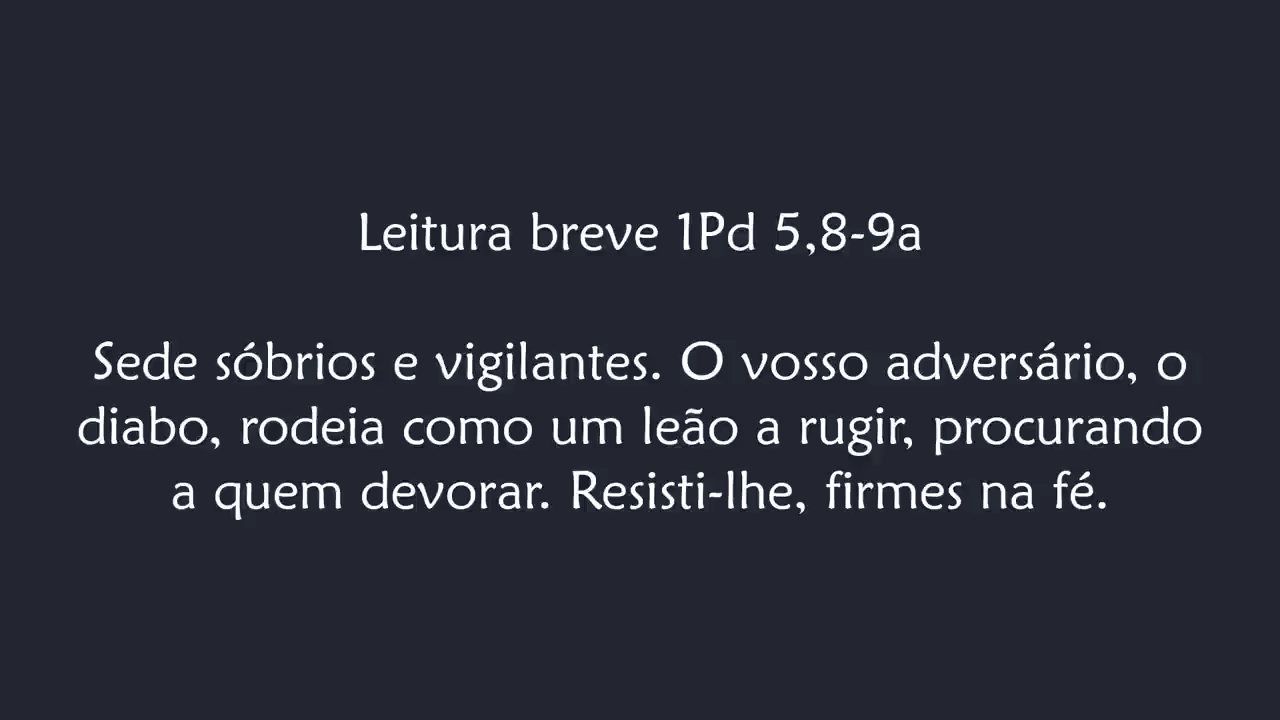 Leitura breve 1Pd 5,8-9a
Sede sóbrios e vigilantes. O vosso adversário, o
diabo, rodeia como um leão a rugir, procurando
a quem devorar. Resisti-lhe, firmes na fé.